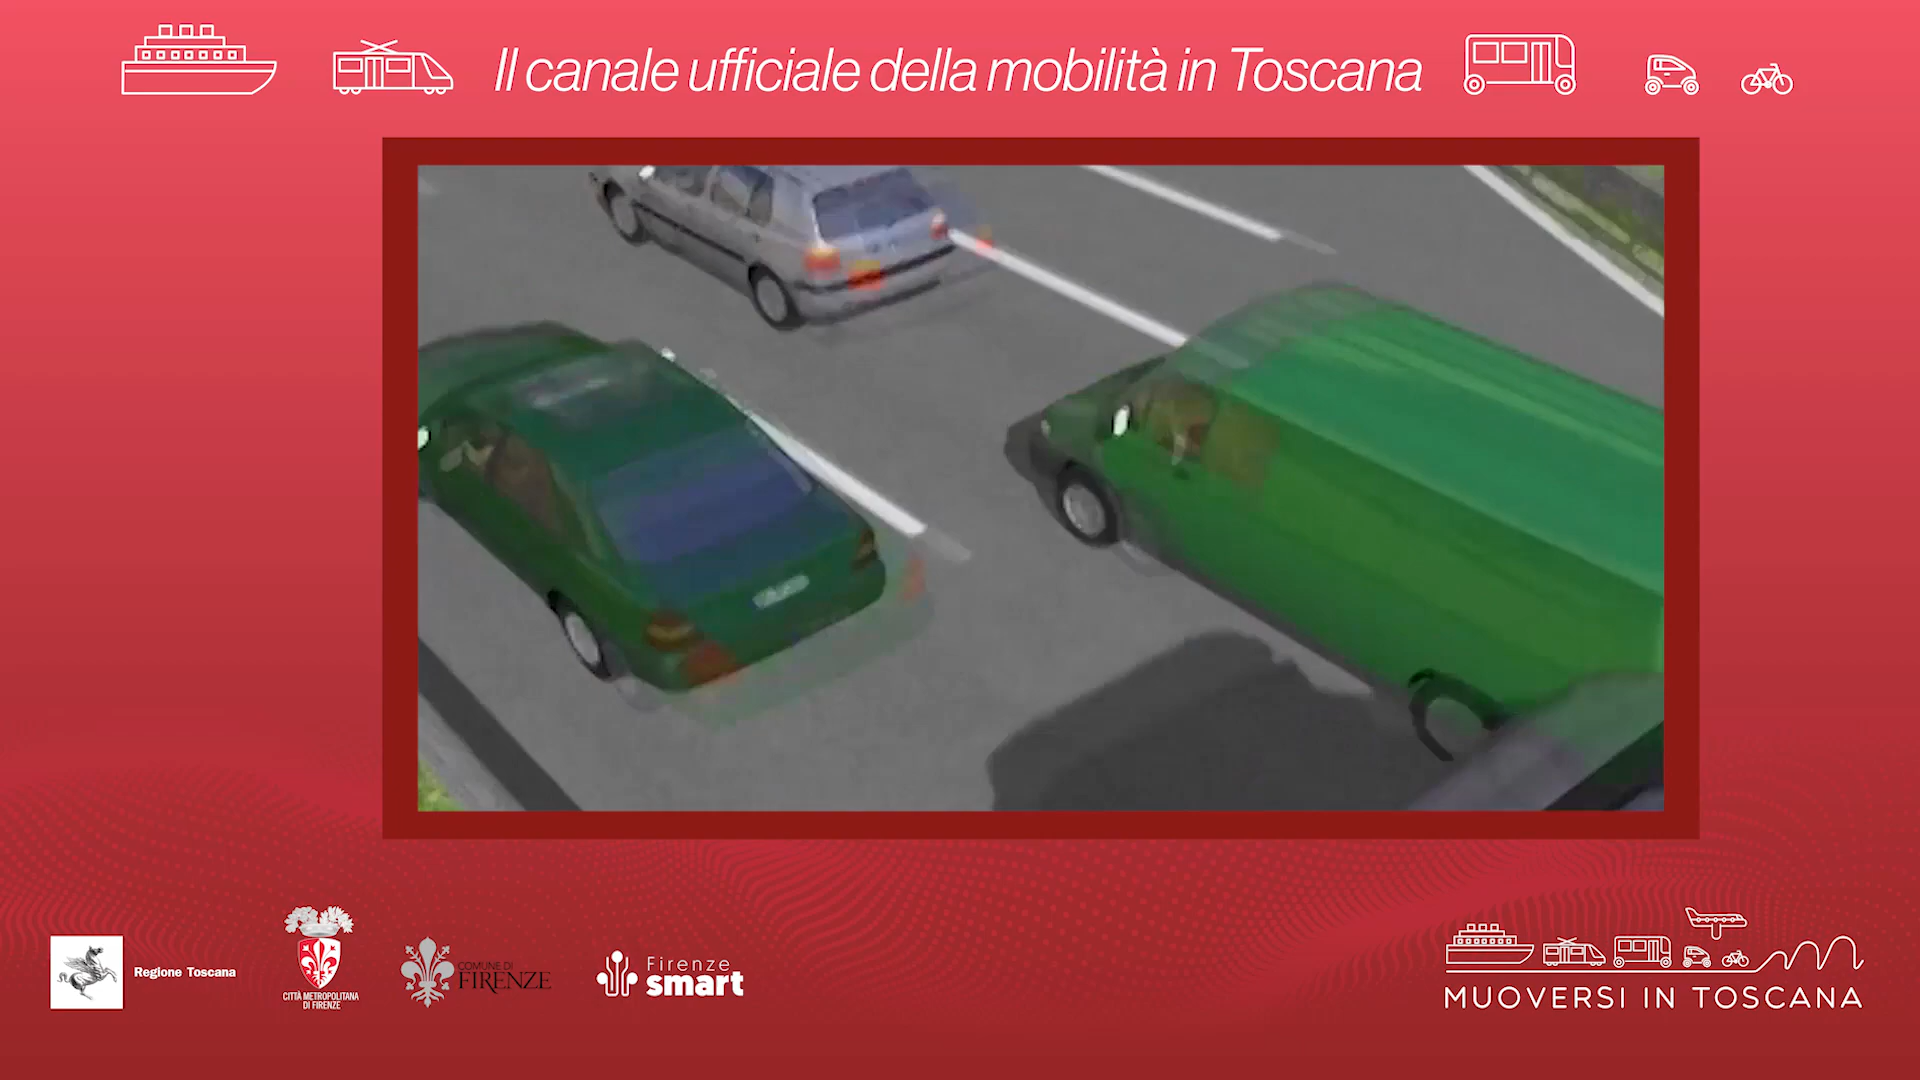 Il canale ufficiale della mobilità in Toscana
Regione Toscana
CITTÀ METROPOLITANA
DI FIRENZE
COMUNE DI
FIRENZE
Firenze
smart
MUOVERSI IN TOSCANA